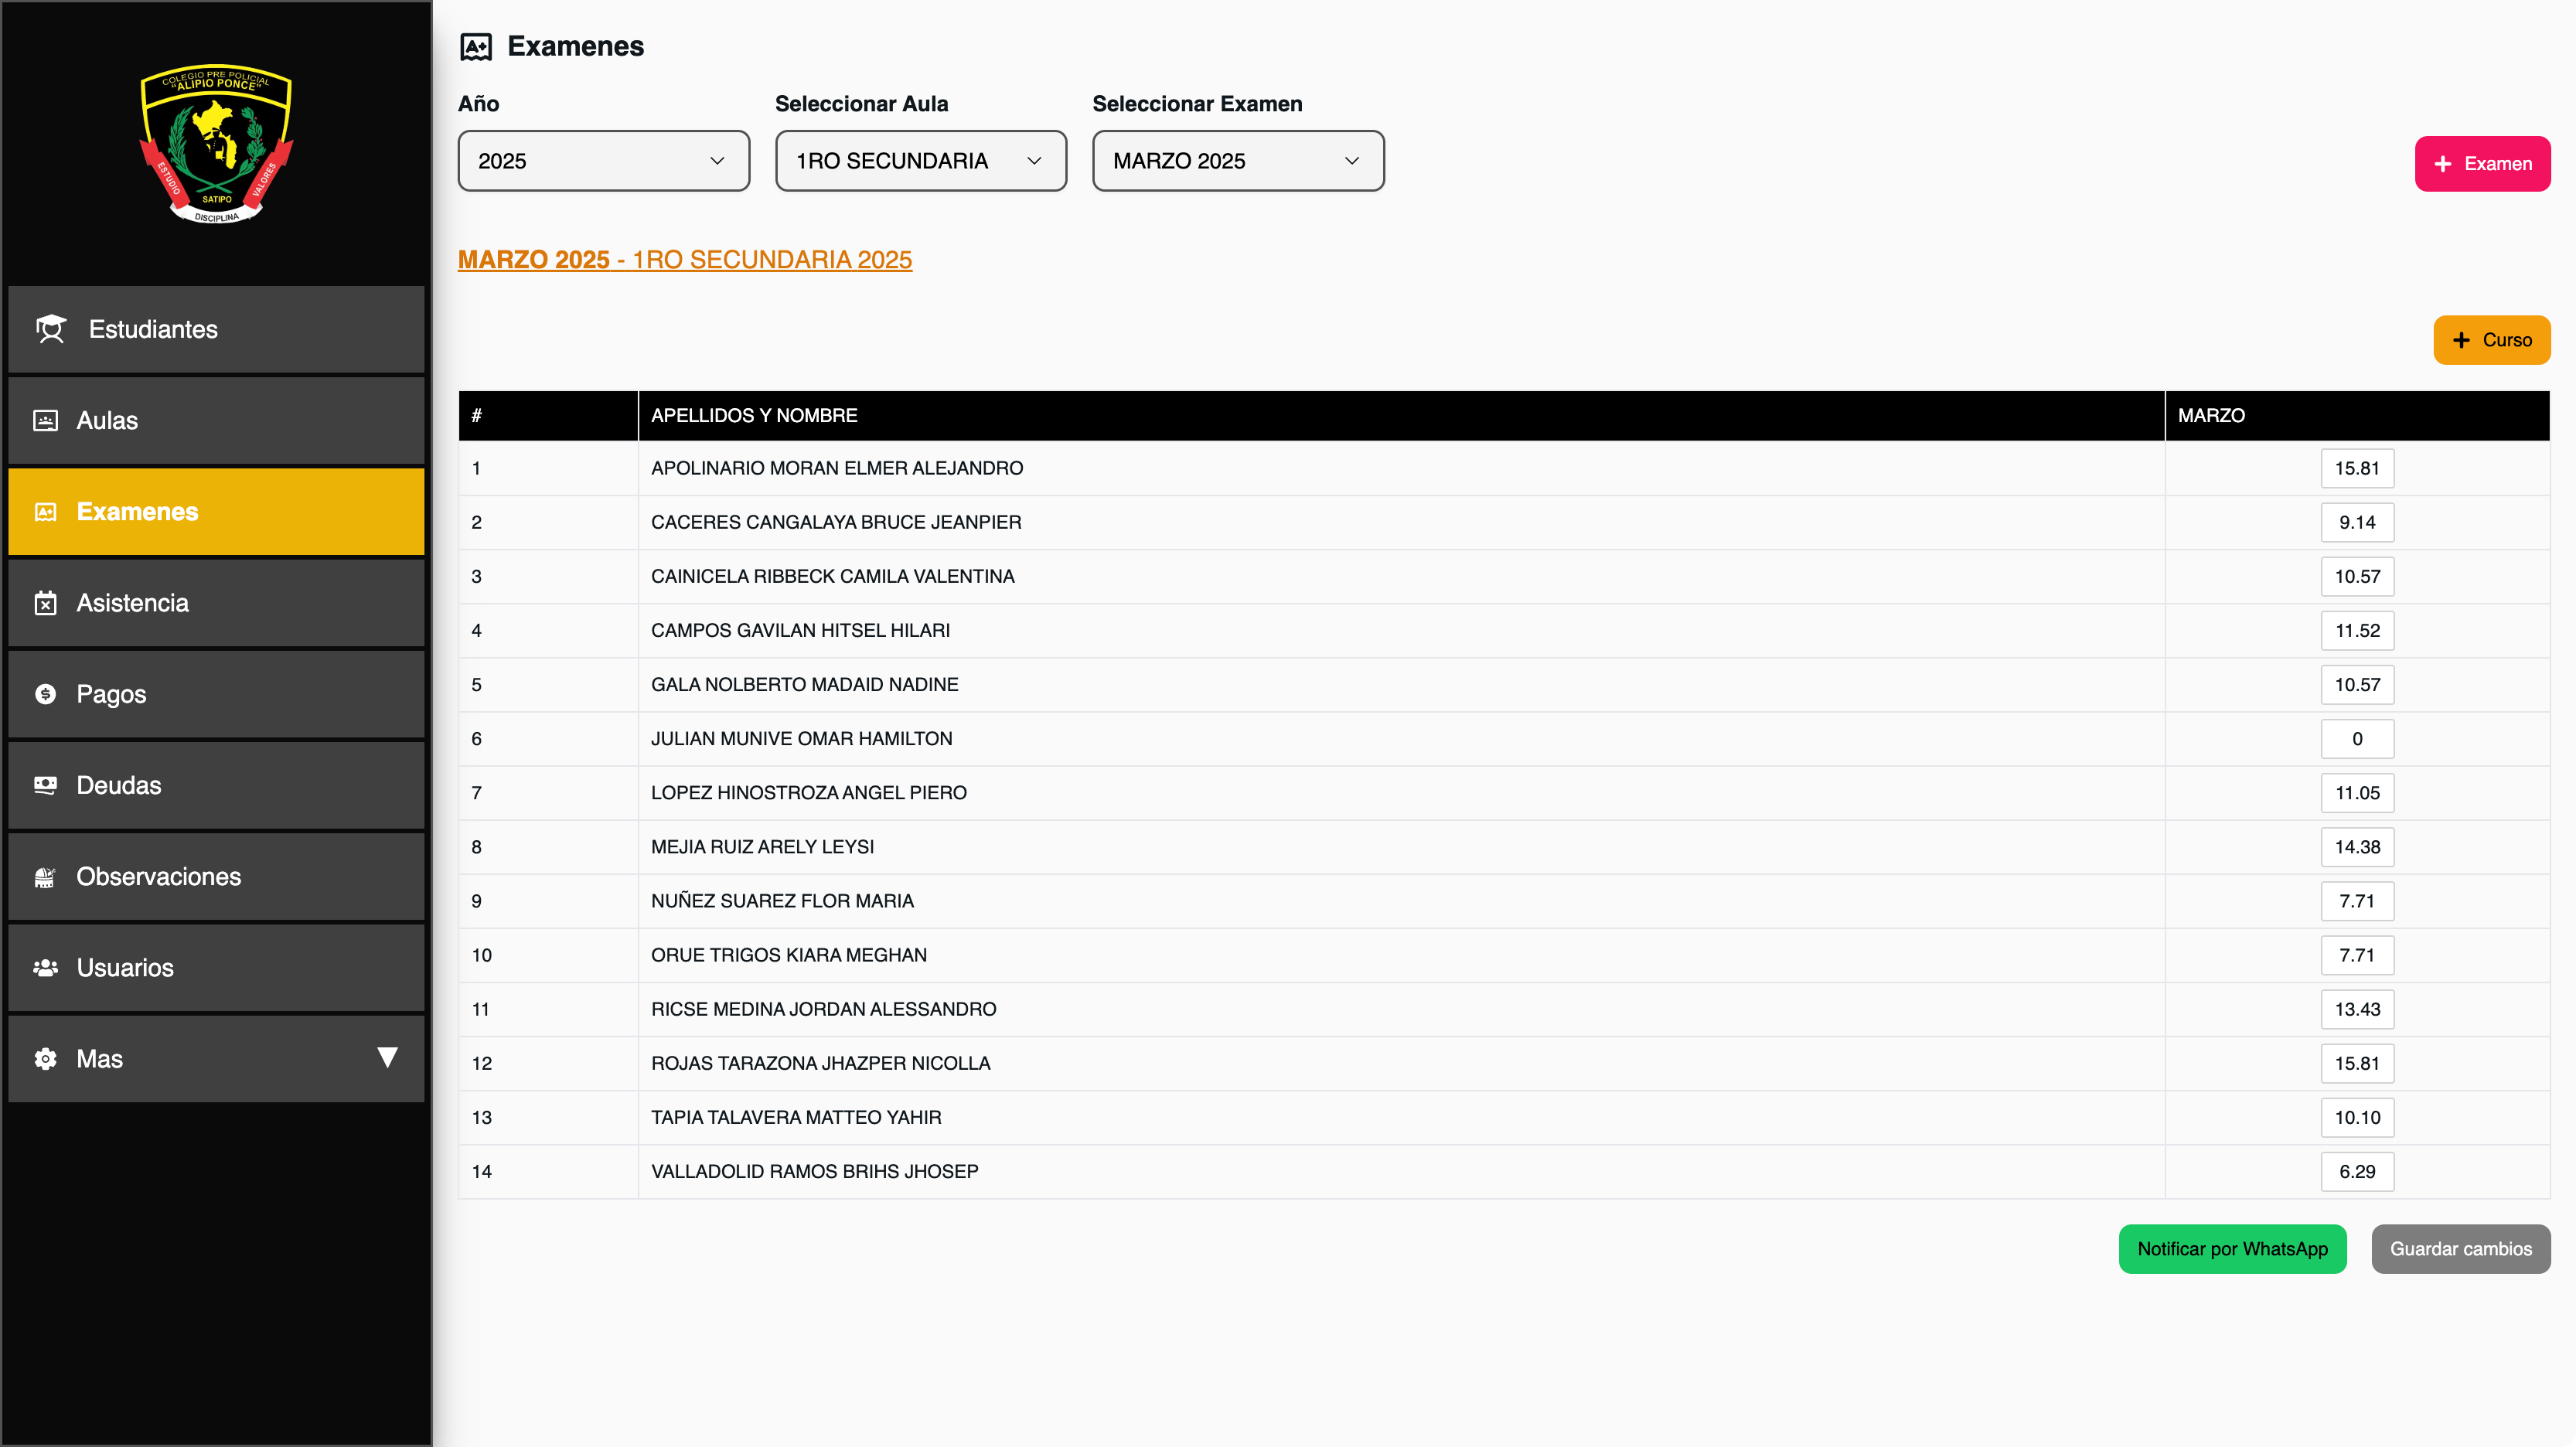 COLEGIO PRE POLICIAL
"ALIPIO PONCE"
ESTUDIO
VALORES
SATIPO
DISCIPLINA
Estudiantes
Aulas
Examenes
Asistencia
Pagos
Deudas
Observaciones
Usuarios
Mas
Examenes
Año Seleccionar Aula Seleccionar Examen
2025 1RO SECUNDARIA MARZO 2025
+ Examen
MARZO 2025 - 1RO SECUNDARIA 2025
+ Curso
# APELLIDOS Y NOMBRE MARZO
1 APOLINARIO MORAN ELMER ALEJANDRO 15.81
2 CACERES CANGALAYA BRUCE JEANPIER 9.14
3 CAINICELA RIBBECK CAMILA VALENTINA 10.57
4 CAMPOS GAVILAN HITSEL HILARI 11.52
5 GALA NOLBERTO MADAID NADINE 10.57
6 JULIAN MUNIVE OMAR HAMILTON 0
7 LOPEZ HINOSTROZA ANGEL PIERO 11.05
8 MEJIA RUIZ ARELY LEYSI 14.38
9 NUÑEZ SUAREZ FLOR MARIA 7.71
10 ORUE TRIGOS KIARA MEGHAN 7.71
11 RICSE MEDINA JORDAN ALESSANDRO 13.43
12 ROJAS TARAZONA JHAZPER NICOLLA 15.81
13 TAPIA TALAVERA MATTEO YAHIR 10.10
14 VALLADOLID RAMOS BRIHS JHOSEP 6.29
Notificar por WhatsApp Guardar cambios